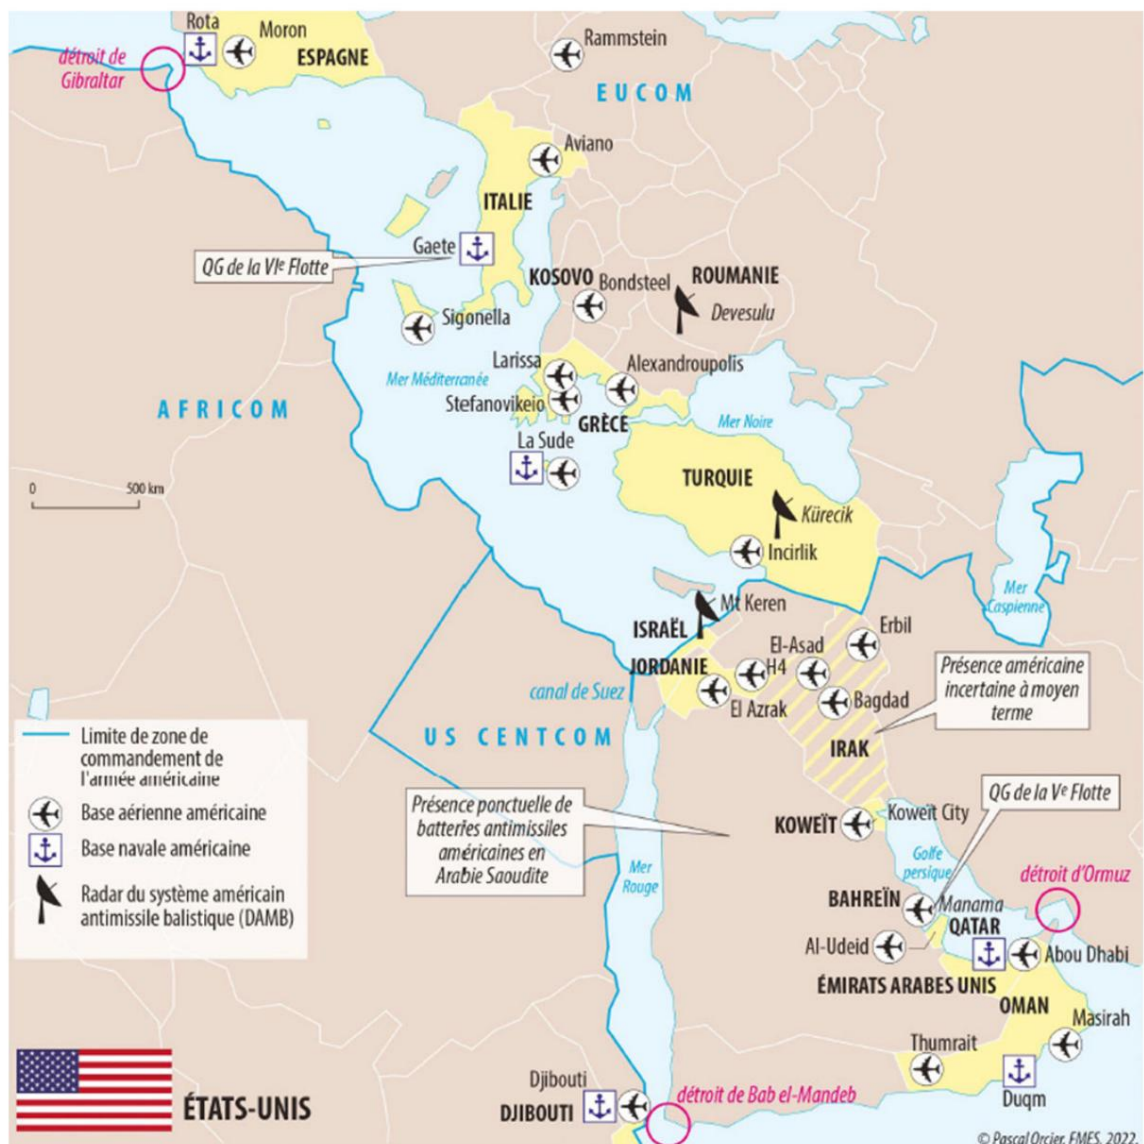 Rota
Moron
ESPAGNE
détroit de
Gibraltar
Rammstein
EUCOM
Aviano
ITALIE
Gaete
QG de la VIe Flotte
KOSOVO
Bondsteel
ROUMANIE
Devesulu
Sigonella
Mer Méditerranée
Larissa
Alexandroupolis
Stefanovikeio
GRÈCE
Mer Noire
AFRICOM
La Sude
TURQUIE
Kürecik
0
500 km
Incirlik
Mer
Caspienne
Mt Keren
ISRAËL
Erbil
El-Asad
JORDANIE
H4
Présence américaine
incertaine à moyen
terme
canal de Suez
El Azrak
Bagdad
US CENTCOM
IRAK
Limite de zone de
commandement de
l'armée américaine
Base aérienne américaine
Base navale américaine
Radar du système américain
antimissile balistique (DAMB)
Présence ponctuelle de
batteries antimissiles
américaines en
Arabie Saoudite
QG de la Ve Flotte
KOWEÏT
Koweït City
Mer
Rouge
Golfe
persique
détroit d'Ormuz
BAHREÏN
Manama
QATAR
Al-Udeid
Abou Dhabi
ÉMIRATS ARABES UNIS
OMAN
Masirah
Thumrait
Duqm
Djibouti
DJIBOUTI
détroit de Bab el-Mandeb
ÉTATS-UNIS
© Pascal Orcier, FMES, 2022.